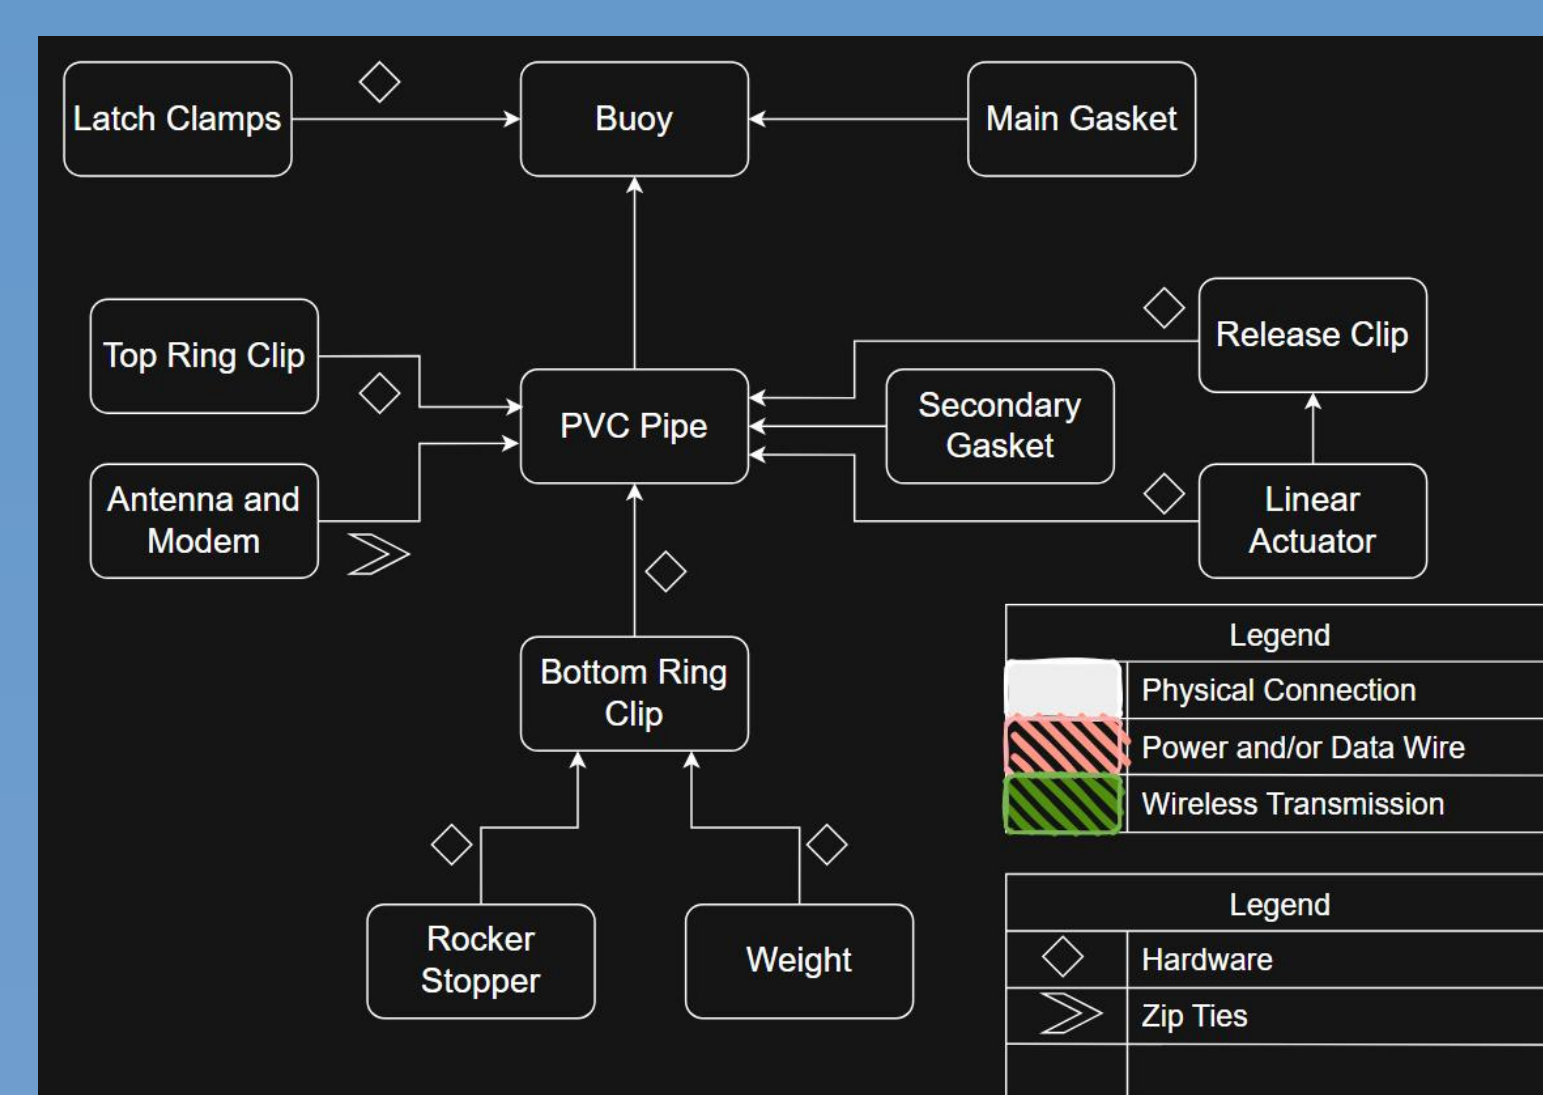 Latch Clamps
Buoy
Main Gasket
Top Ring Clip
Release Clip
PVC Pipe
Secondary
Gasket
Antenna and
Modem
Linear
Actuator
Bottom Ring
Clip
Rocker
Stopper
Weight
Legend
Physical Connection
Power and/or Data Wire
Wireless Transmission
Legend
Hardware
Zip Ties